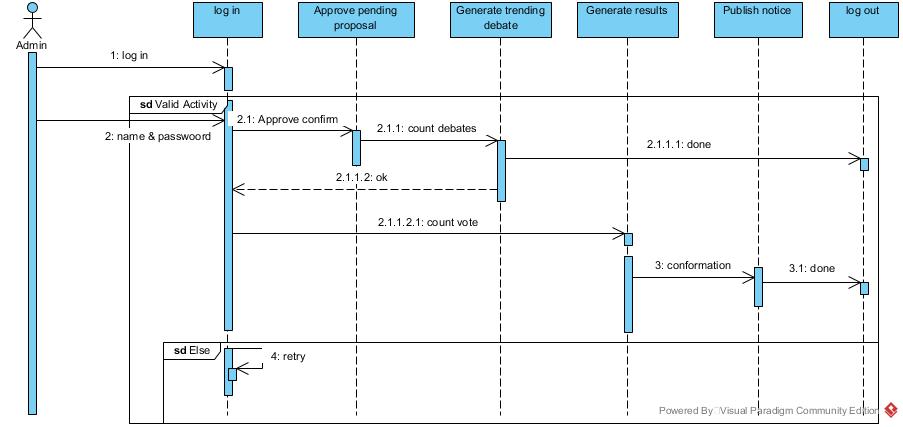 log in
Approve pending
proposal
Generate trending
debate
Generate results
Publish notice
log out
Admin
1: log in
sd Valid Activity
2: name & passwoord
2.1: Approve confirm
2.1.1: count debates
2.1.1.1: done
2.1.1.2: ok
2.1.1.2.1: count vote
3: conformation
3.1: done
sd Else
4: retry
Powered By Visual Paradigm Community Edition